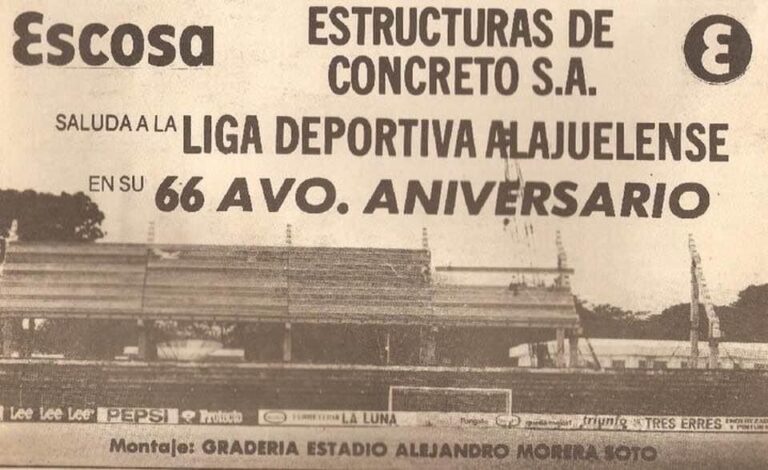 Escosa
ESTRUCTURAS DE
CONCRETO S.A.
SALUDA A LA LIGA DEPORTIVA ALAJUELENSE
EN SU 66 AVO. ANIVERSARIO
Lee Lee Lee PEPSI LA LUNA triunfo TRES ERRES
Montaje: GRADERIA ESTADIO ALEJANDRO MORERA SOTO